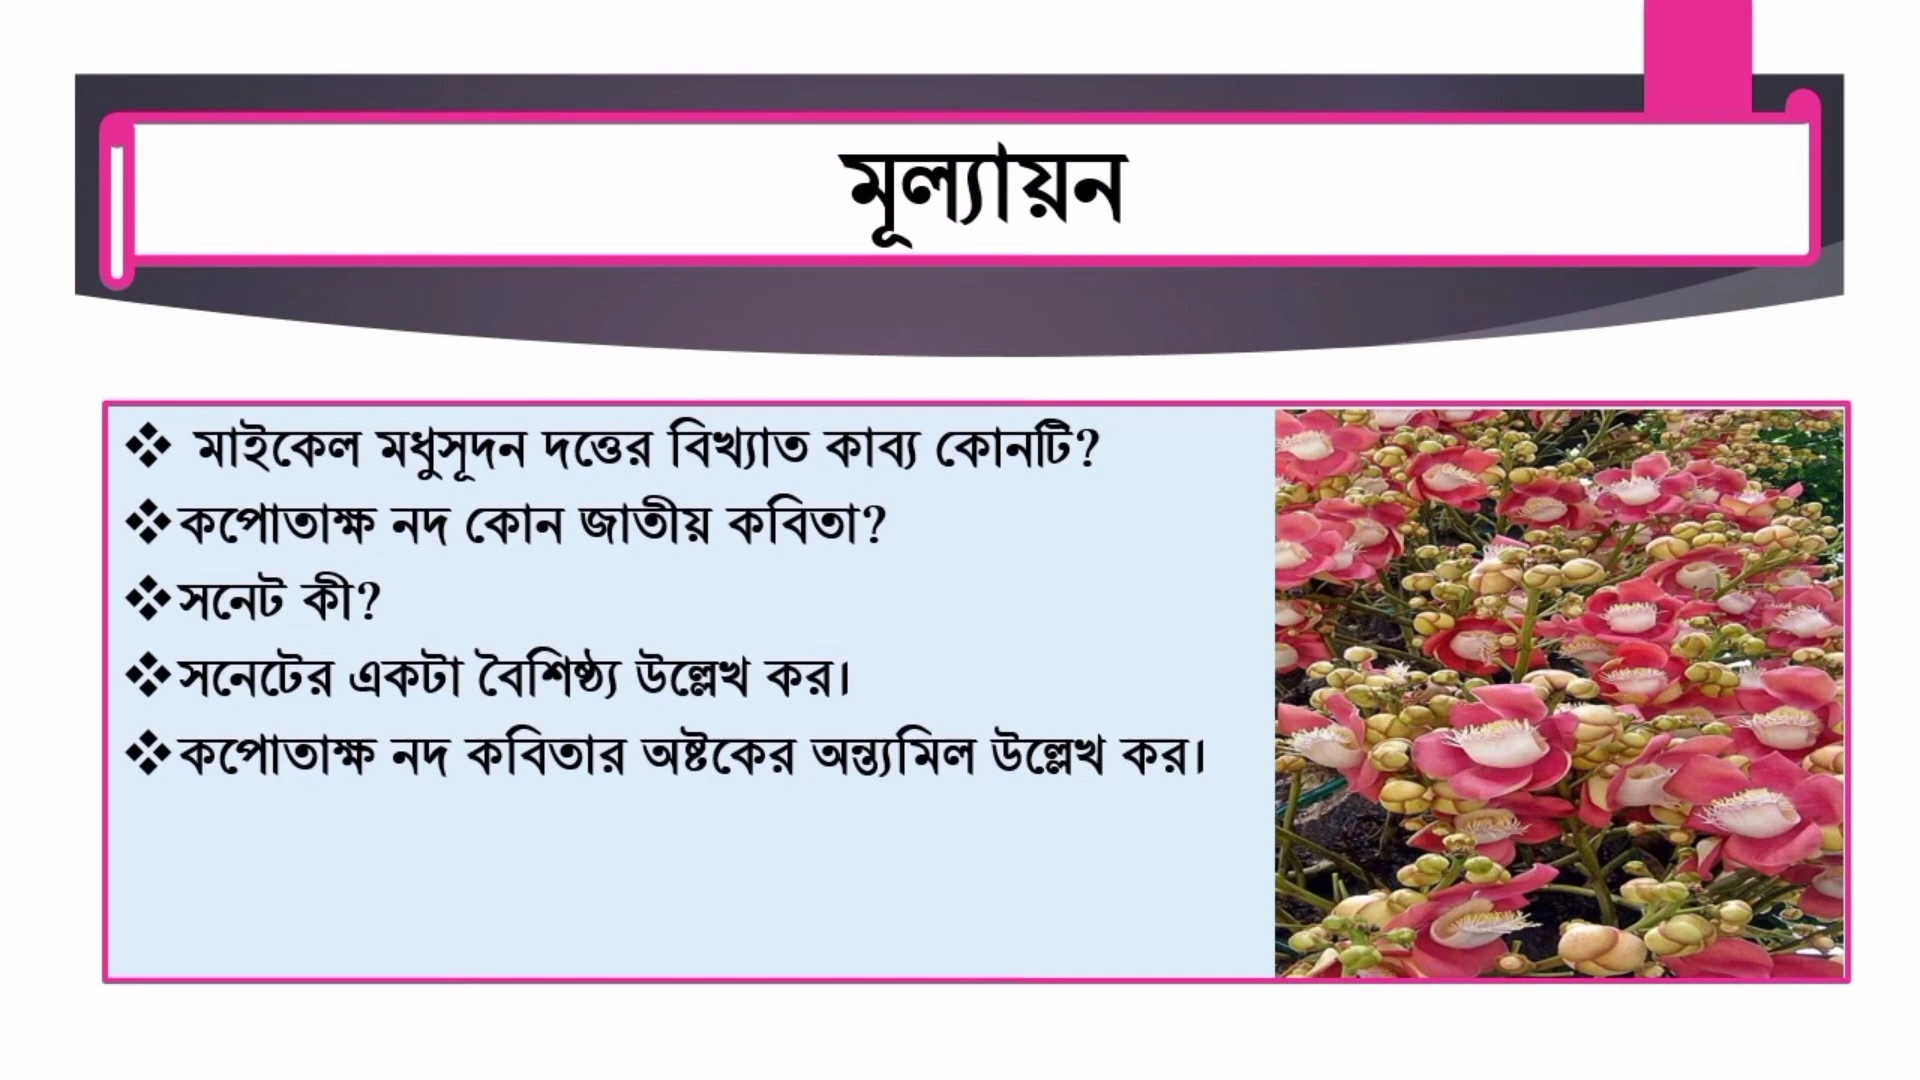 মূল্যায়ন
❖ মাইকেল মধুসূদন দত্তের বিখ্যাত কাব্য কোনটি?
❖কপোতাক্ষ নদ কোন জাতীয় কবিতা?
❖সনেট কী?
❖সনেটের একটা বৈশিষ্ঠ্য উল্লেখ কর।
❖কপোতাক্ষ নদ কবিতার অষ্টকের অন্ত্যমিল উল্লেখ কর।